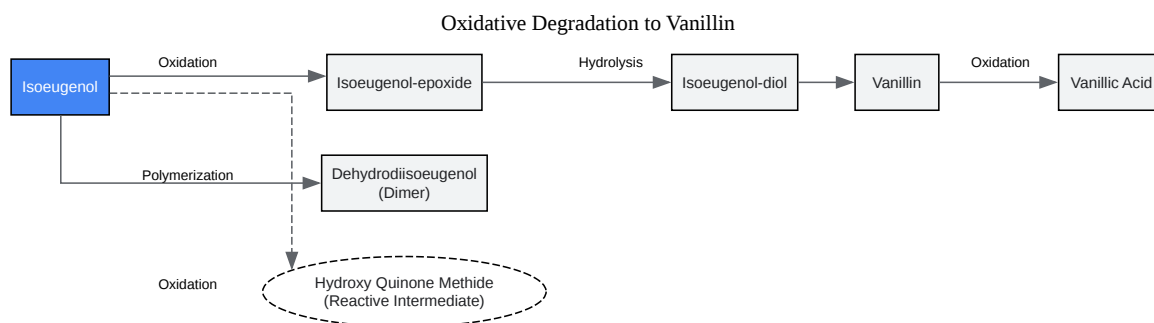 Oxidative Degradation to Vanillin
Oxidation
Hydrolysis
Oxidation
Isoeugenol
Isoeugenol-epoxide
Isoeugenol-diol
Vanillin
Vanillic Acid
Polymerization
Dehydrodiisoeugenol
(Dimer)
Oxidation
Hydroxy Quinone Methide
(Reactive Intermediate)